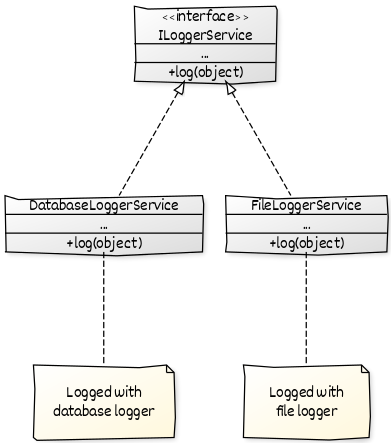 <<interface>>
ILoggerService
...
+log(object)
DatabaseLoggerService
...
+log(object)
FileLoggerService
...
+log(object)
Logged with
database logger
Logged with
file logger